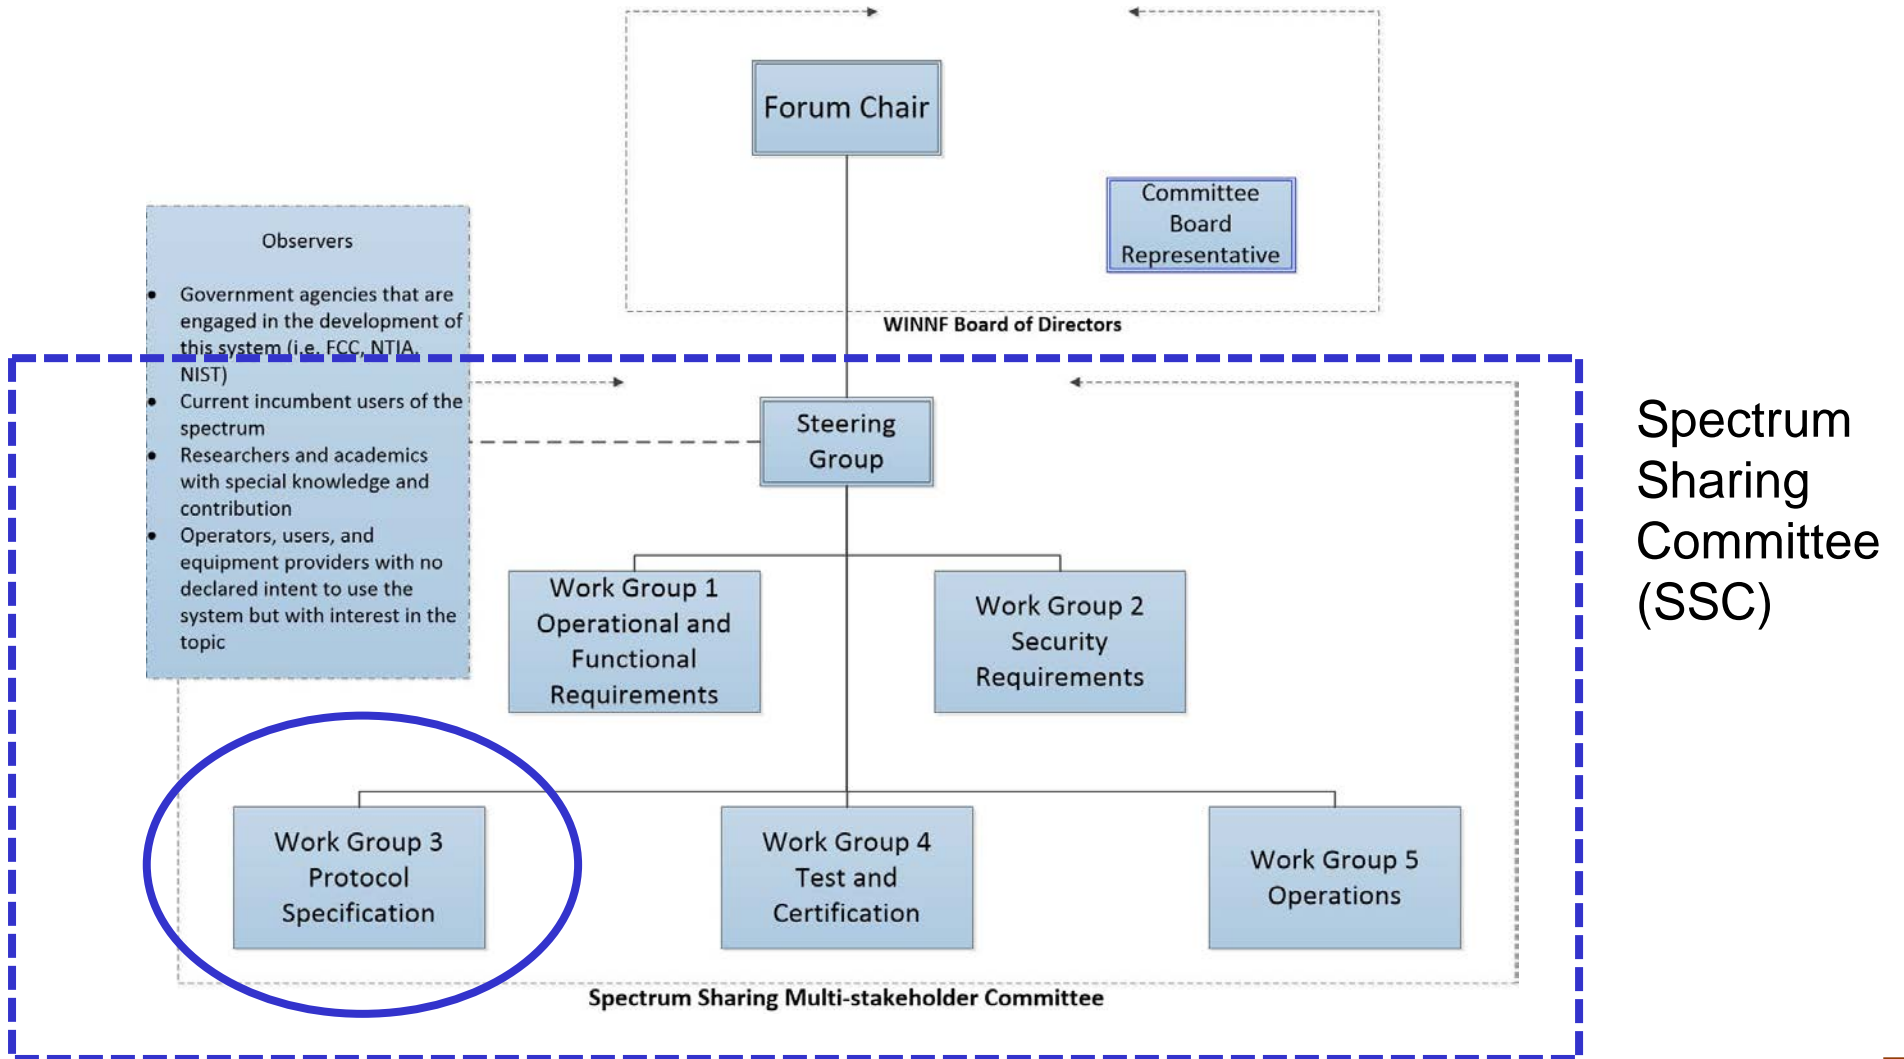 Forum Chair
Committee
Board
Representative
WINNF Board of Directors
Observers
• Government agencies that are
engaged in the development of
this system (i.e. FCC, NTIA,
NIST)
• Current incumbent users of the
spectrum
• Researchers and academics
with special knowledge and
contribution
• Operators, users, and
equipment providers with no
declared intent to use the
system but with interest in the
topic
Steering
Group
Work Group 1
Operational and
Functional
Requirements
Work Group 2
Security
Requirements
Work Group 3
Protocol
Specification
Work Group 4
Test and
Certification
Work Group 5
Operations
Spectrum Sharing Multi-stakeholder Committee
Spectrum
Sharing
Committee
(SSC)